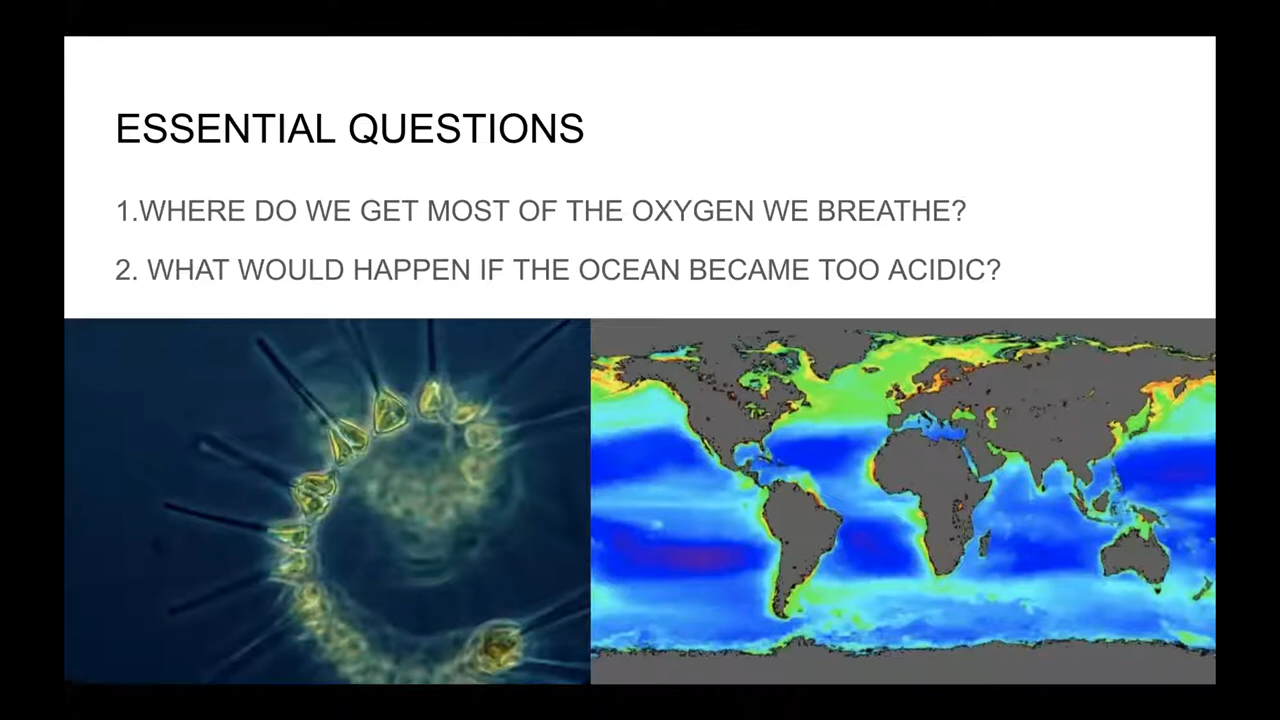 ESSENTIAL QUESTIONS
1.WHERE DO WE GET MOST OF THE OXYGEN WE BREATHE?
2. WHAT WOULD HAPPEN IF THE OCEAN BECAME TOO ACIDIC?